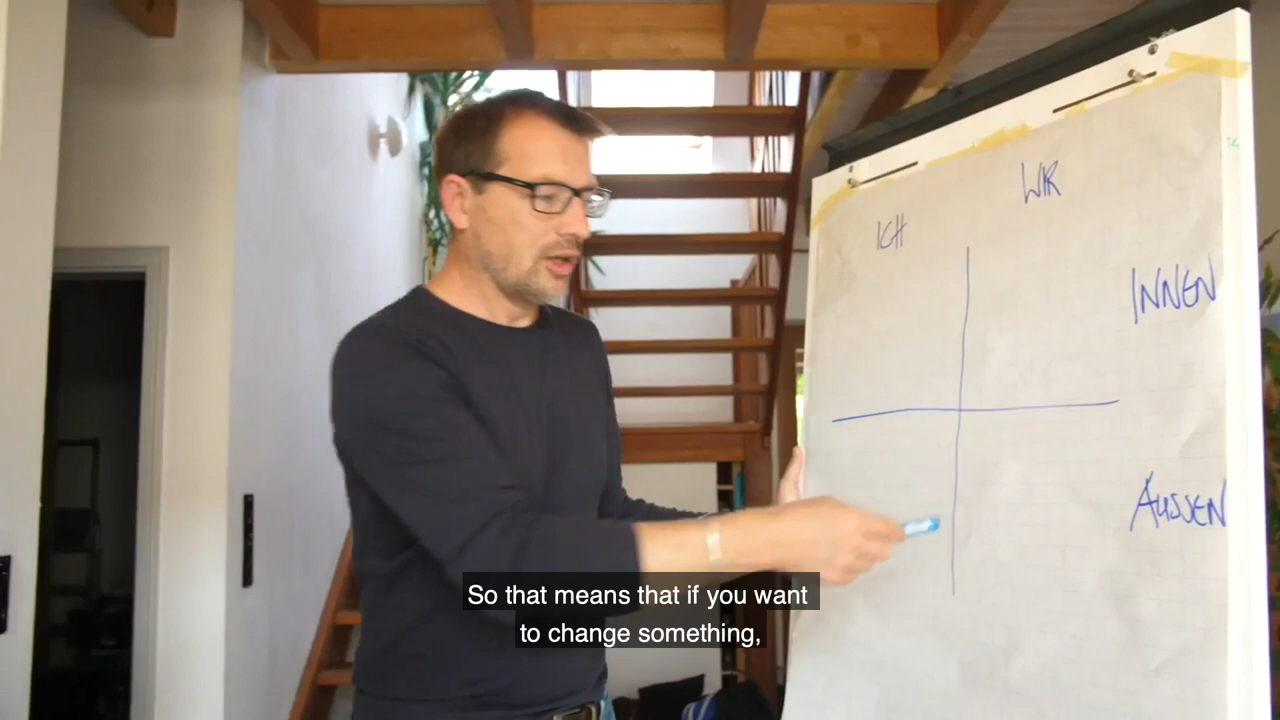 WIR
ICH
INNEN
AUSSEN
So that means that if you want
to change something,